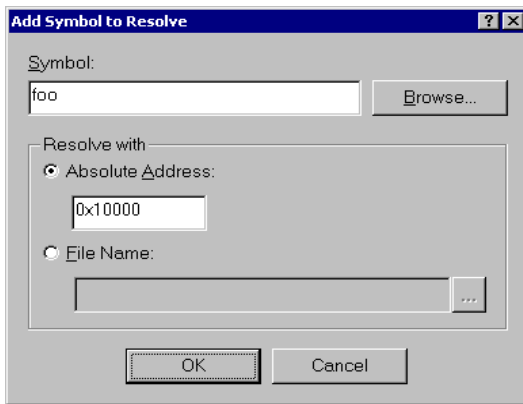 Add Symbol to Resolve
Symbol:
foo
Browse...
Resolve with
Absolute Address:
0x10000
File Name:
...
OK
Cancel